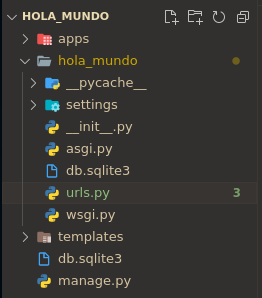 HOLA_MUNDO
apps
hola_mundo
__pycache__
settings
__init__.py
asgi.py
db.sqlite3
urls.py 3
wsgi.py
templates
db.sqlite3
manage.py